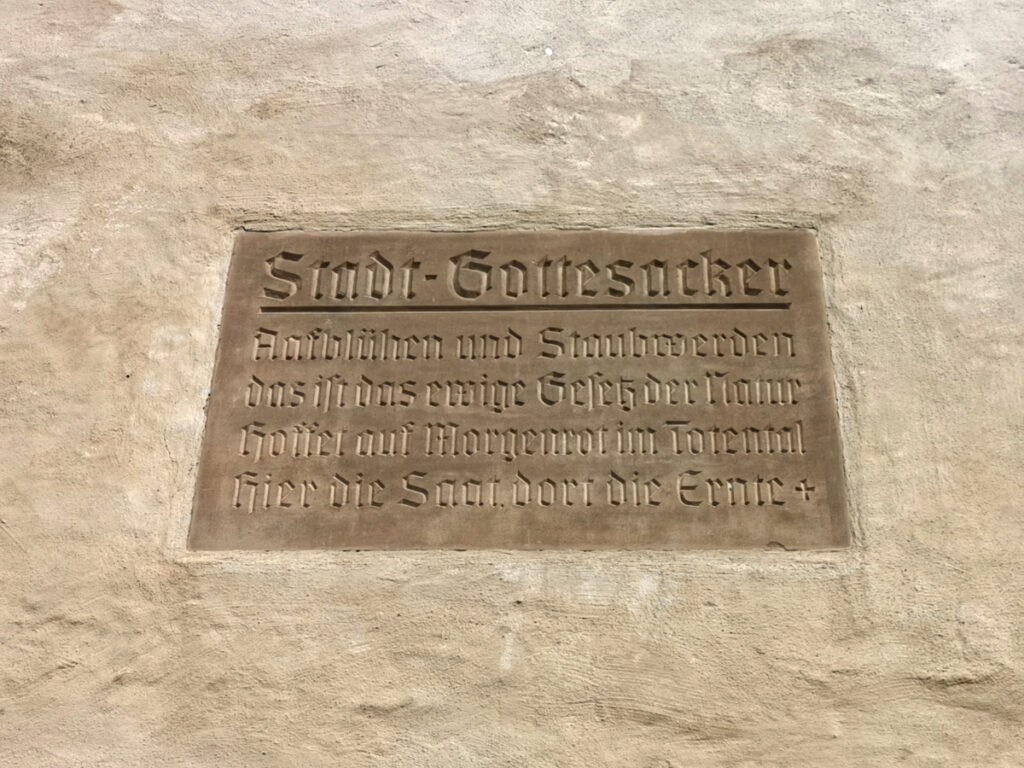 Stadt-Gottesacker
Aufblühen und Staubwerden
das iſt das ewige Geſetz der Natur
Hoffet auf Morgenrot im Totental
Hier die Saat, dort die Ernte +